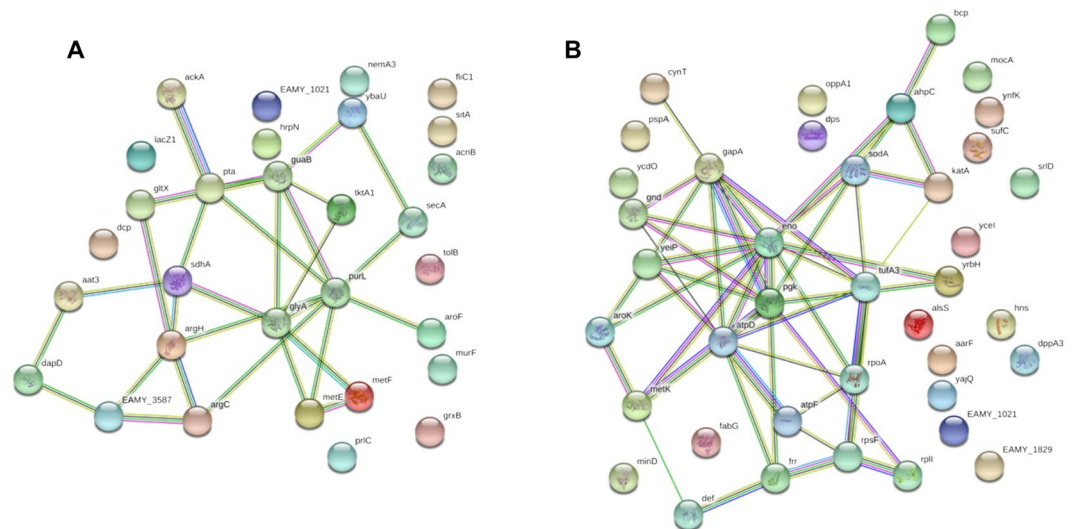 A
ackA
nemA3
fliC1
EAMY_1021
ybaU
sitA
hrpN
lacZ1
guaB
acnB
pta
gltX
tktA1
secA
dcp
tolB
sdhA
purL
aat3
glyA
aroF
argH
murF
dapD
metF
EAMY_3587
argC
metE
grxB
prlC
B
bcp
mocA
cynT
oppA1
ahpC
ynfK
pspA
dps
sufC
gapA
sodA
ycdO
katA
srlD
gnd
eno
yceI
yeiP
tufA3
yrbH
pgk
aroK
atpD
alsS
hns
rpoA
aarF
dppA3
metK
yajQ
atpF
EAMY_1021
fabG
rpsF
EAMY_1829
minD
frr
rplI
def